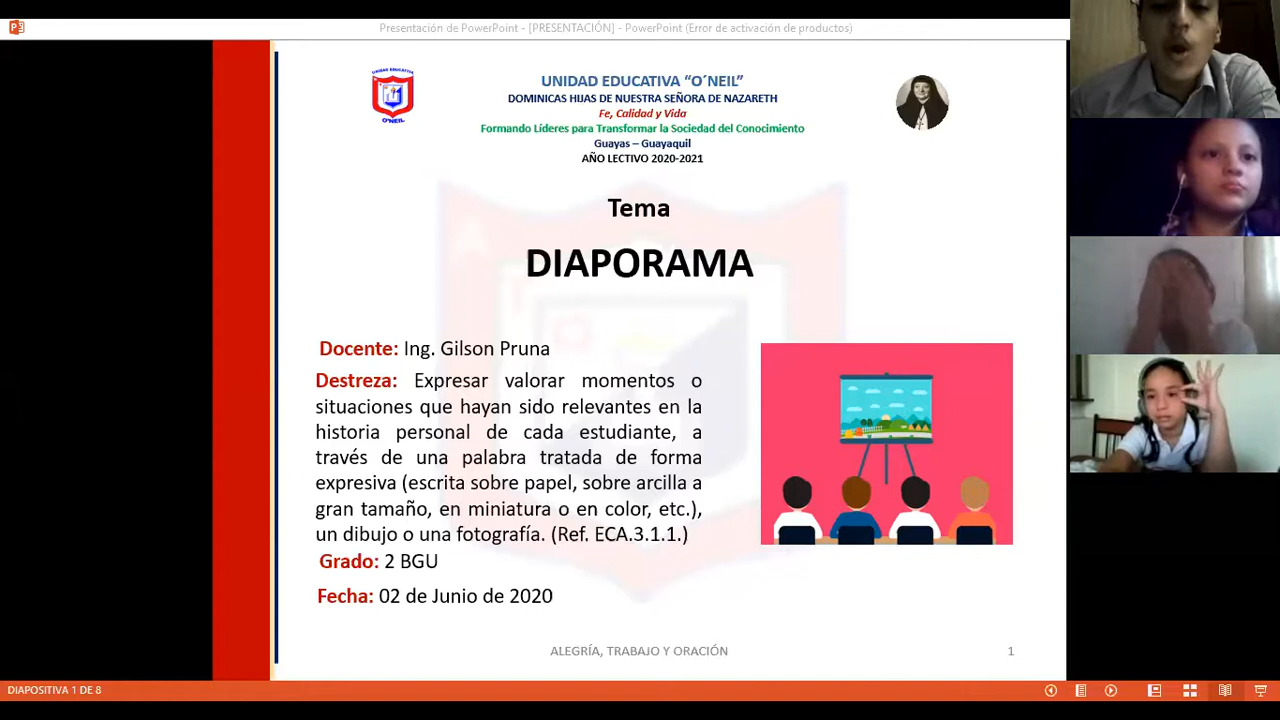 Presentación de PowerPoint - [PRESENTACIÓN] - PowerPoint (Error de activación de productos)
UNIDAD EDUCATIVA
O'NEIL
UNIDAD EDUCATIVA “O´NEIL”
DOMINICAS HIJAS DE NUESTRA SEÑORA DE NAZARETH
Fe, Calidad y Vida
Formando Líderes para Transformar la Sociedad del Conocimiento
Guayas – Guayaquil
AÑO LECTIVO 2020-2021
Tema
DIAPORAMA
Docente: Ing. Gilson Pruna
Destreza: Expresar valorar momentos o
situaciones que hayan sido relevantes en la
historia personal de cada estudiante, a
través de una palabra tratada de forma
expresiva (escrita sobre papel, sobre arcilla a
gran tamaño, en miniatura o en color, etc.),
un dibujo o una fotografía. (Ref. ECA.3.1.1.)
Grado: 2 BGU
Fecha: 02 de Junio de 2020
ALEGRÍA, TRABAJO Y ORACIÓN
1
DIAPOSITIVA 1 DE 8